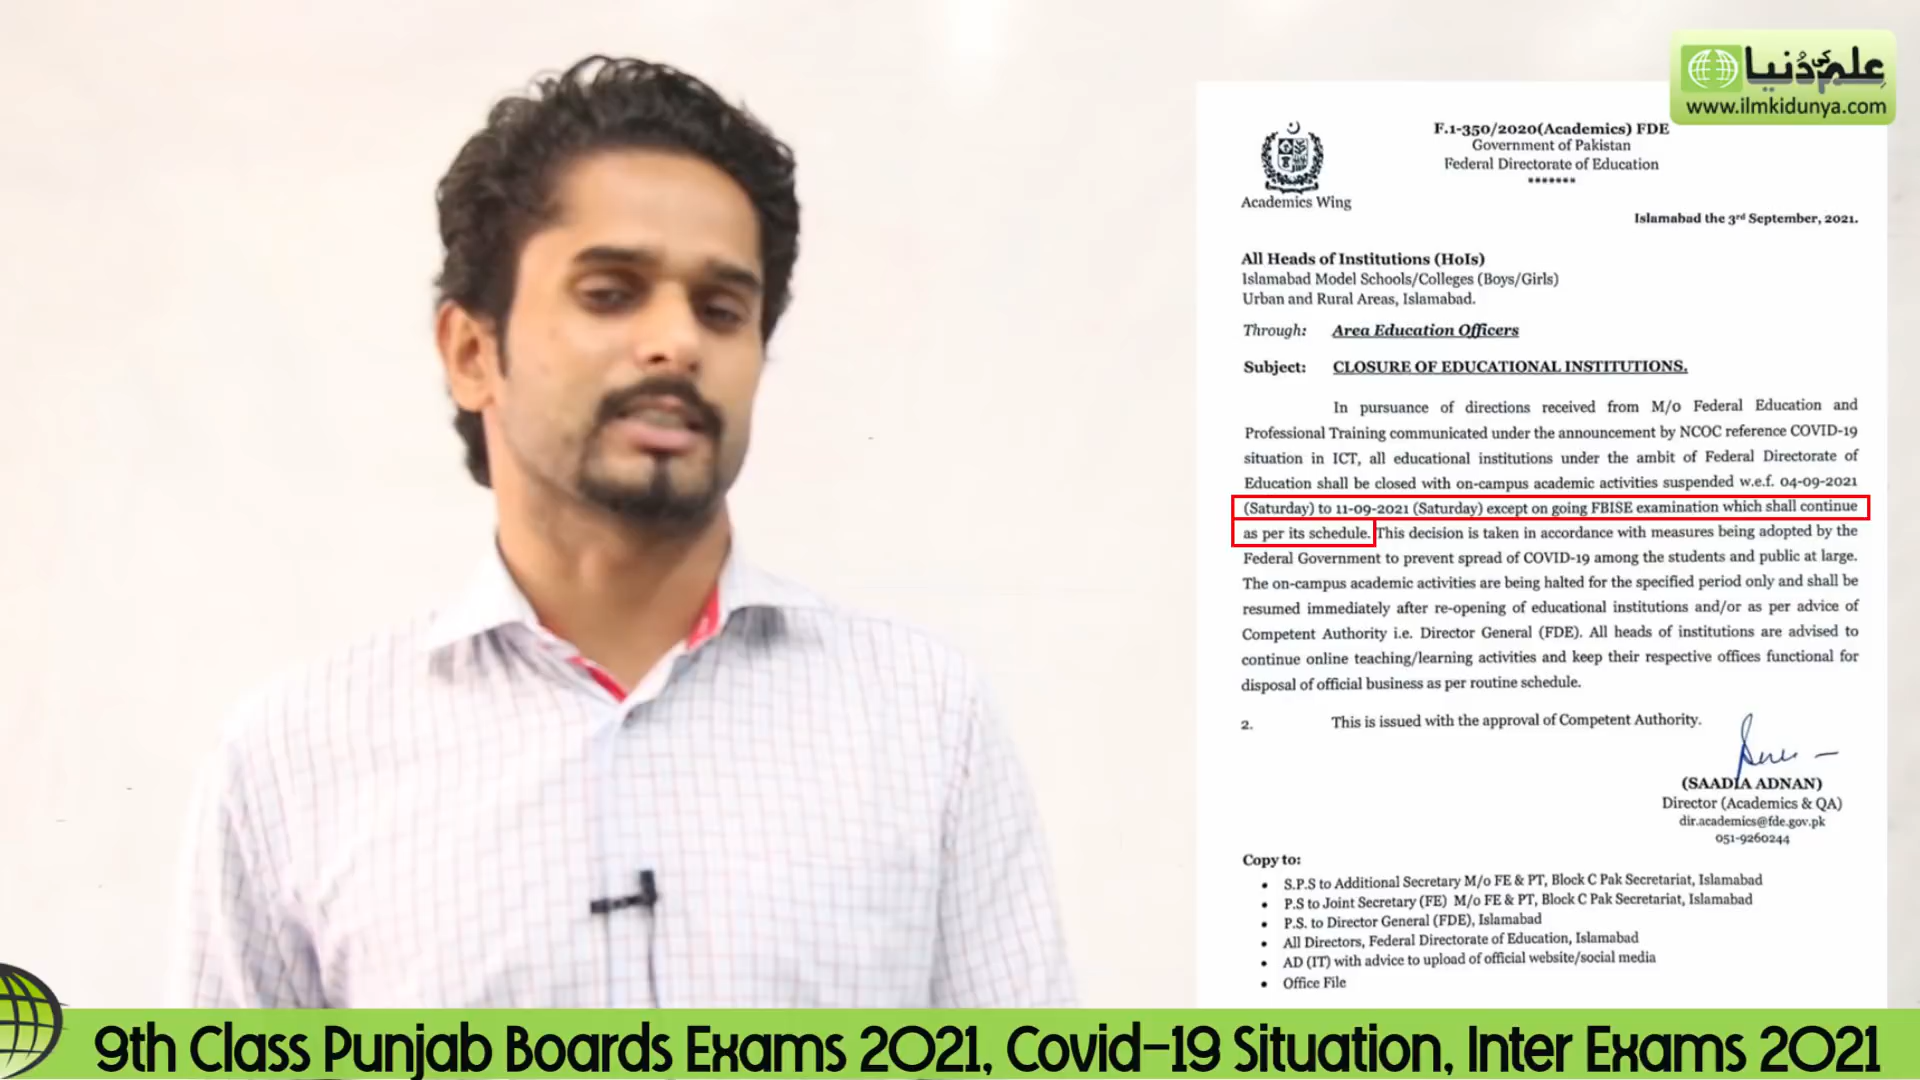 علم کی دُنیا
www.ilmkidunya.com
F.1-350/2020(Academics) FDE
Government of Pakistan
Federal Directorate of Education
*******
Academics Wing
Islamabad the 3rd September, 2021.
All Heads of Institutions (HoIs)
Islamabad Model Schools/Colleges (Boys/Girls)
Urban and Rural Areas, Islamabad.
Through: Area Education Officers
Subject: CLOSURE OF EDUCATIONAL INSTITUTIONS.
In pursuance of directions received from M/o Federal Education and
Professional Training communicated under the announcement by NCOC reference COVID-19
situation in ICT, all educational institutions under the ambit of Federal Directorate of
Education shall be closed with on-campus academic activities suspended w.e.f. 04-09-2021
(Saturday) to 11-09-2021 (Saturday) except on going FBISE examination which shall continue
as per its schedule. This decision is taken in accordance with measures being adopted by the
Federal Government to prevent spread of COVID-19 among the students and public at large.
The on-campus academic activities are being halted for the specified period only and shall be
resumed immediately after re-opening of educational institutions and/or as per advice of
Competent Authority i.e. Director General (FDE). All heads of institutions are advised to
continue online teaching/learning activities and keep their respective offices functional for
disposal of official business as per routine schedule.
2. This is issued with the approval of Competent Authority.
(SAADIA ADNAN)
Director (Academics & QA)
dir.academics@fde.gov.pk
051-9260244
Copy to:
• S.P.S to Additional Secretary M/o FE & PT, Block C Pak Secretariat, Islamabad
• P.S to Joint Secretary (FE) M/o FE & PT, Block C Pak Secretariat, Islamabad
• P.S. to Director General (FDE), Islamabad
• All Directors, Federal Directorate of Education, Islamabad
• AD (IT) with advice to upload of official website/social media
• Office File
9th Class Punjab Boards Exams 2021, Covid-19 Situation, Inter Exams 2021